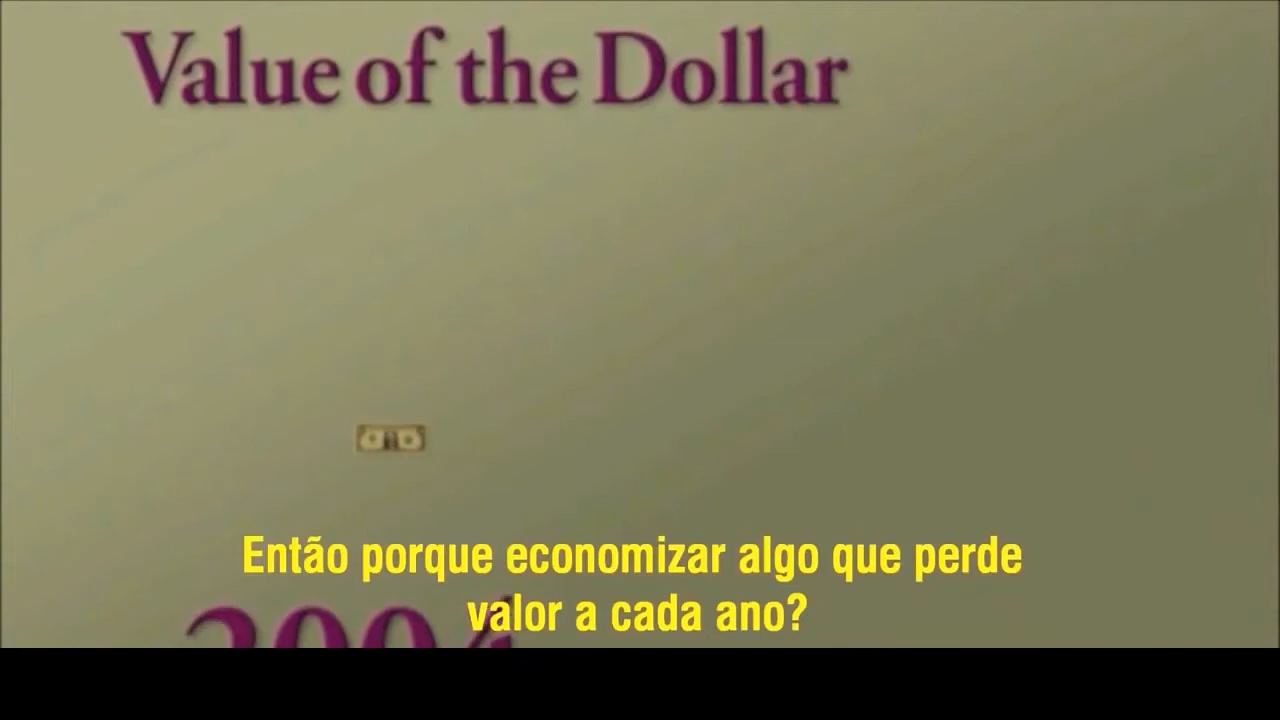 Value of the Dollar
Então porque economizar algo que perde
valor a cada ano?